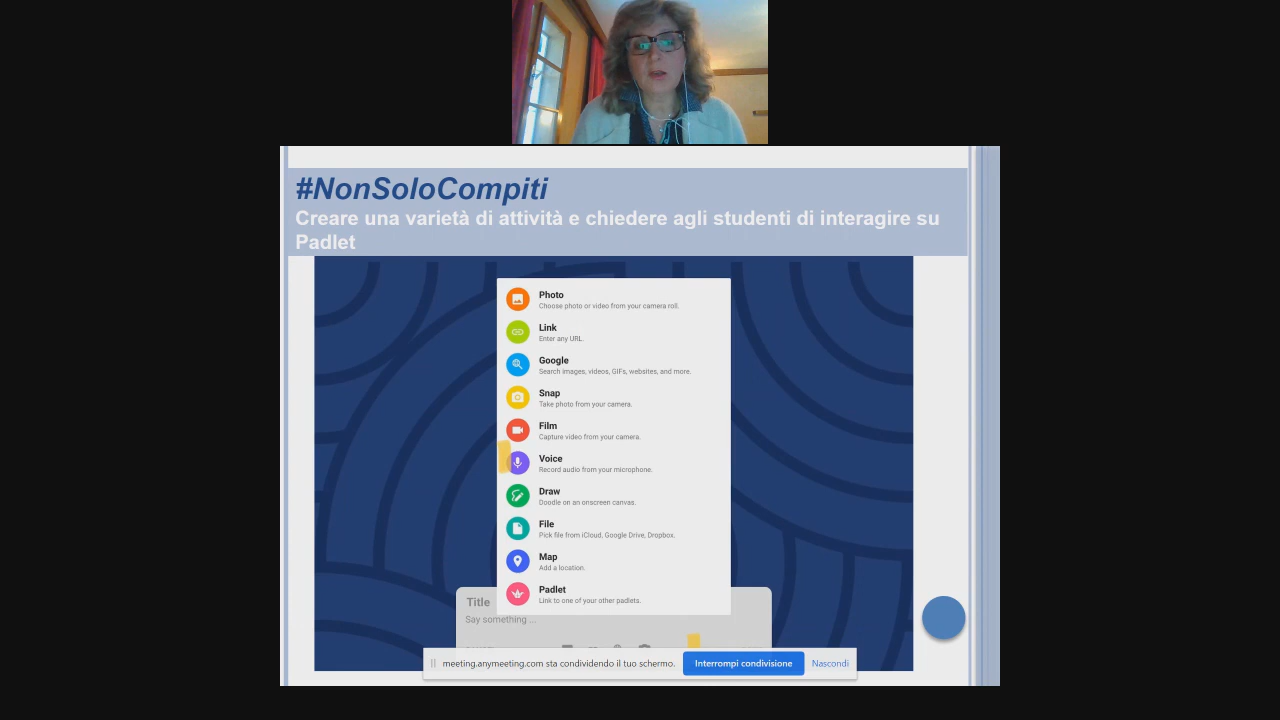 #NonSoloCompiti
Creare una varietà di attività e chiedere agli studenti di interagire su
Padlet
Photo
Choose photo or video from your camera roll.
Link
Enter any URL.
Google
Search images, videos, GIFs, websites, and more.
Snap
Take photo from your camera.
Film
Capture video from your camera.
Voice
Record audio from your microphone.
Draw
Doodle on an onscreen canvas.
File
Pick file from iCloud, Google Drive, Dropbox.
Map
Add a location.
Padlet
Link to one of your other padlets.
Title
Say something ...
meeting.anymeeting.com sta condividendo il tuo schermo.
Interrompi condivisione
Nascondi